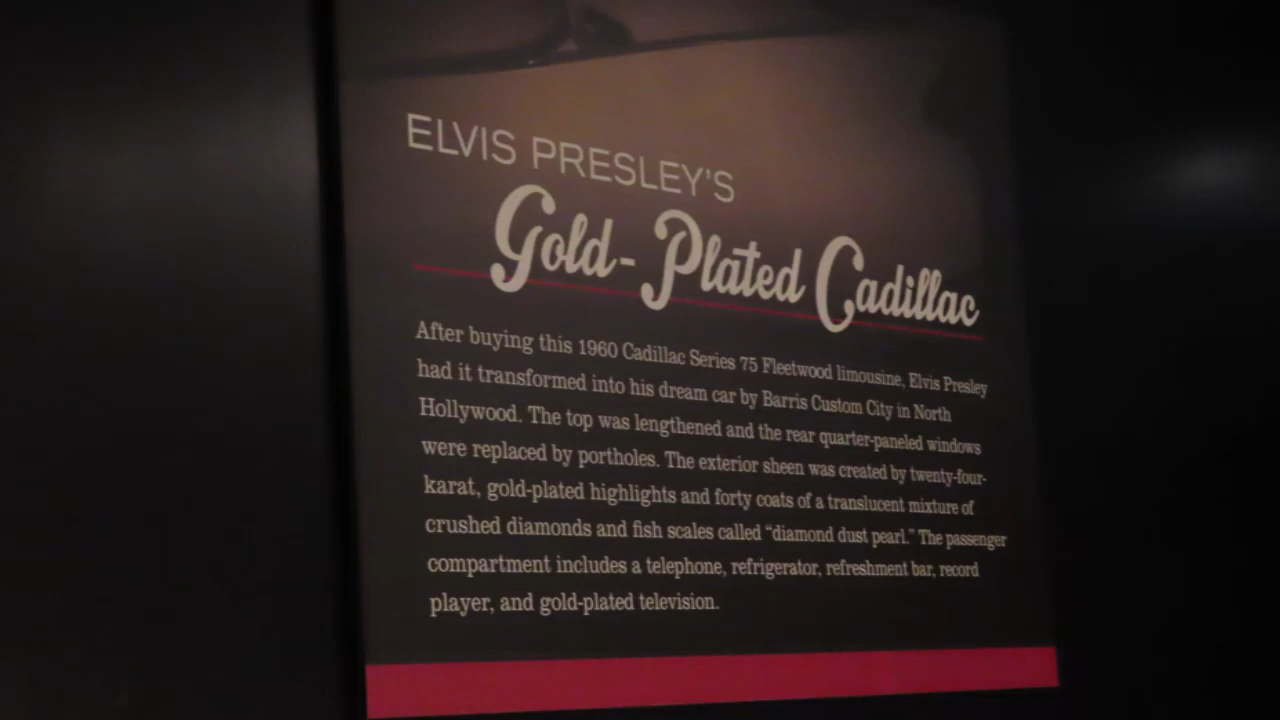 ELVIS PRESLEY'S
Gold-Plated Cadillac
After buying this 1960 Cadillac Series 75 Fleetwood limousine, Elvis Presley
had it transformed into his dream car by Barris Custom City in North
Hollywood. The top was lengthened and the rear quarter-paneled windows
were replaced by portholes. The exterior sheen was created by twenty-four-
karat, gold-plated highlights and forty coats of a translucent mixture of
crushed diamonds and fish scales called “diamond dust pearl.” The passenger
compartment includes a telephone, refrigerator, refreshment bar, record
player, and gold-plated television.